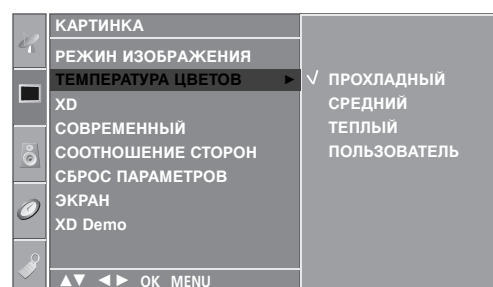 КАРТИНКА
РЕЖИН ИЗОБРАЖЕНИЯ
ТЕМПЕРАТУРА ЦВЕТОВ ►
XD
СОВРЕМЕННЫЙ
СООТНОШЕНИЕ СТОРОН
СБРОС ПАРАМЕТРОВ
ЭКРАН
XD Demo
▲▼ ◄► OK MENU
√ ПРОХЛАДНЫЙ
СРЕДНИЙ
ТЕПЛЫЙ
ПОЛЬЗОВАТЕЛЬ